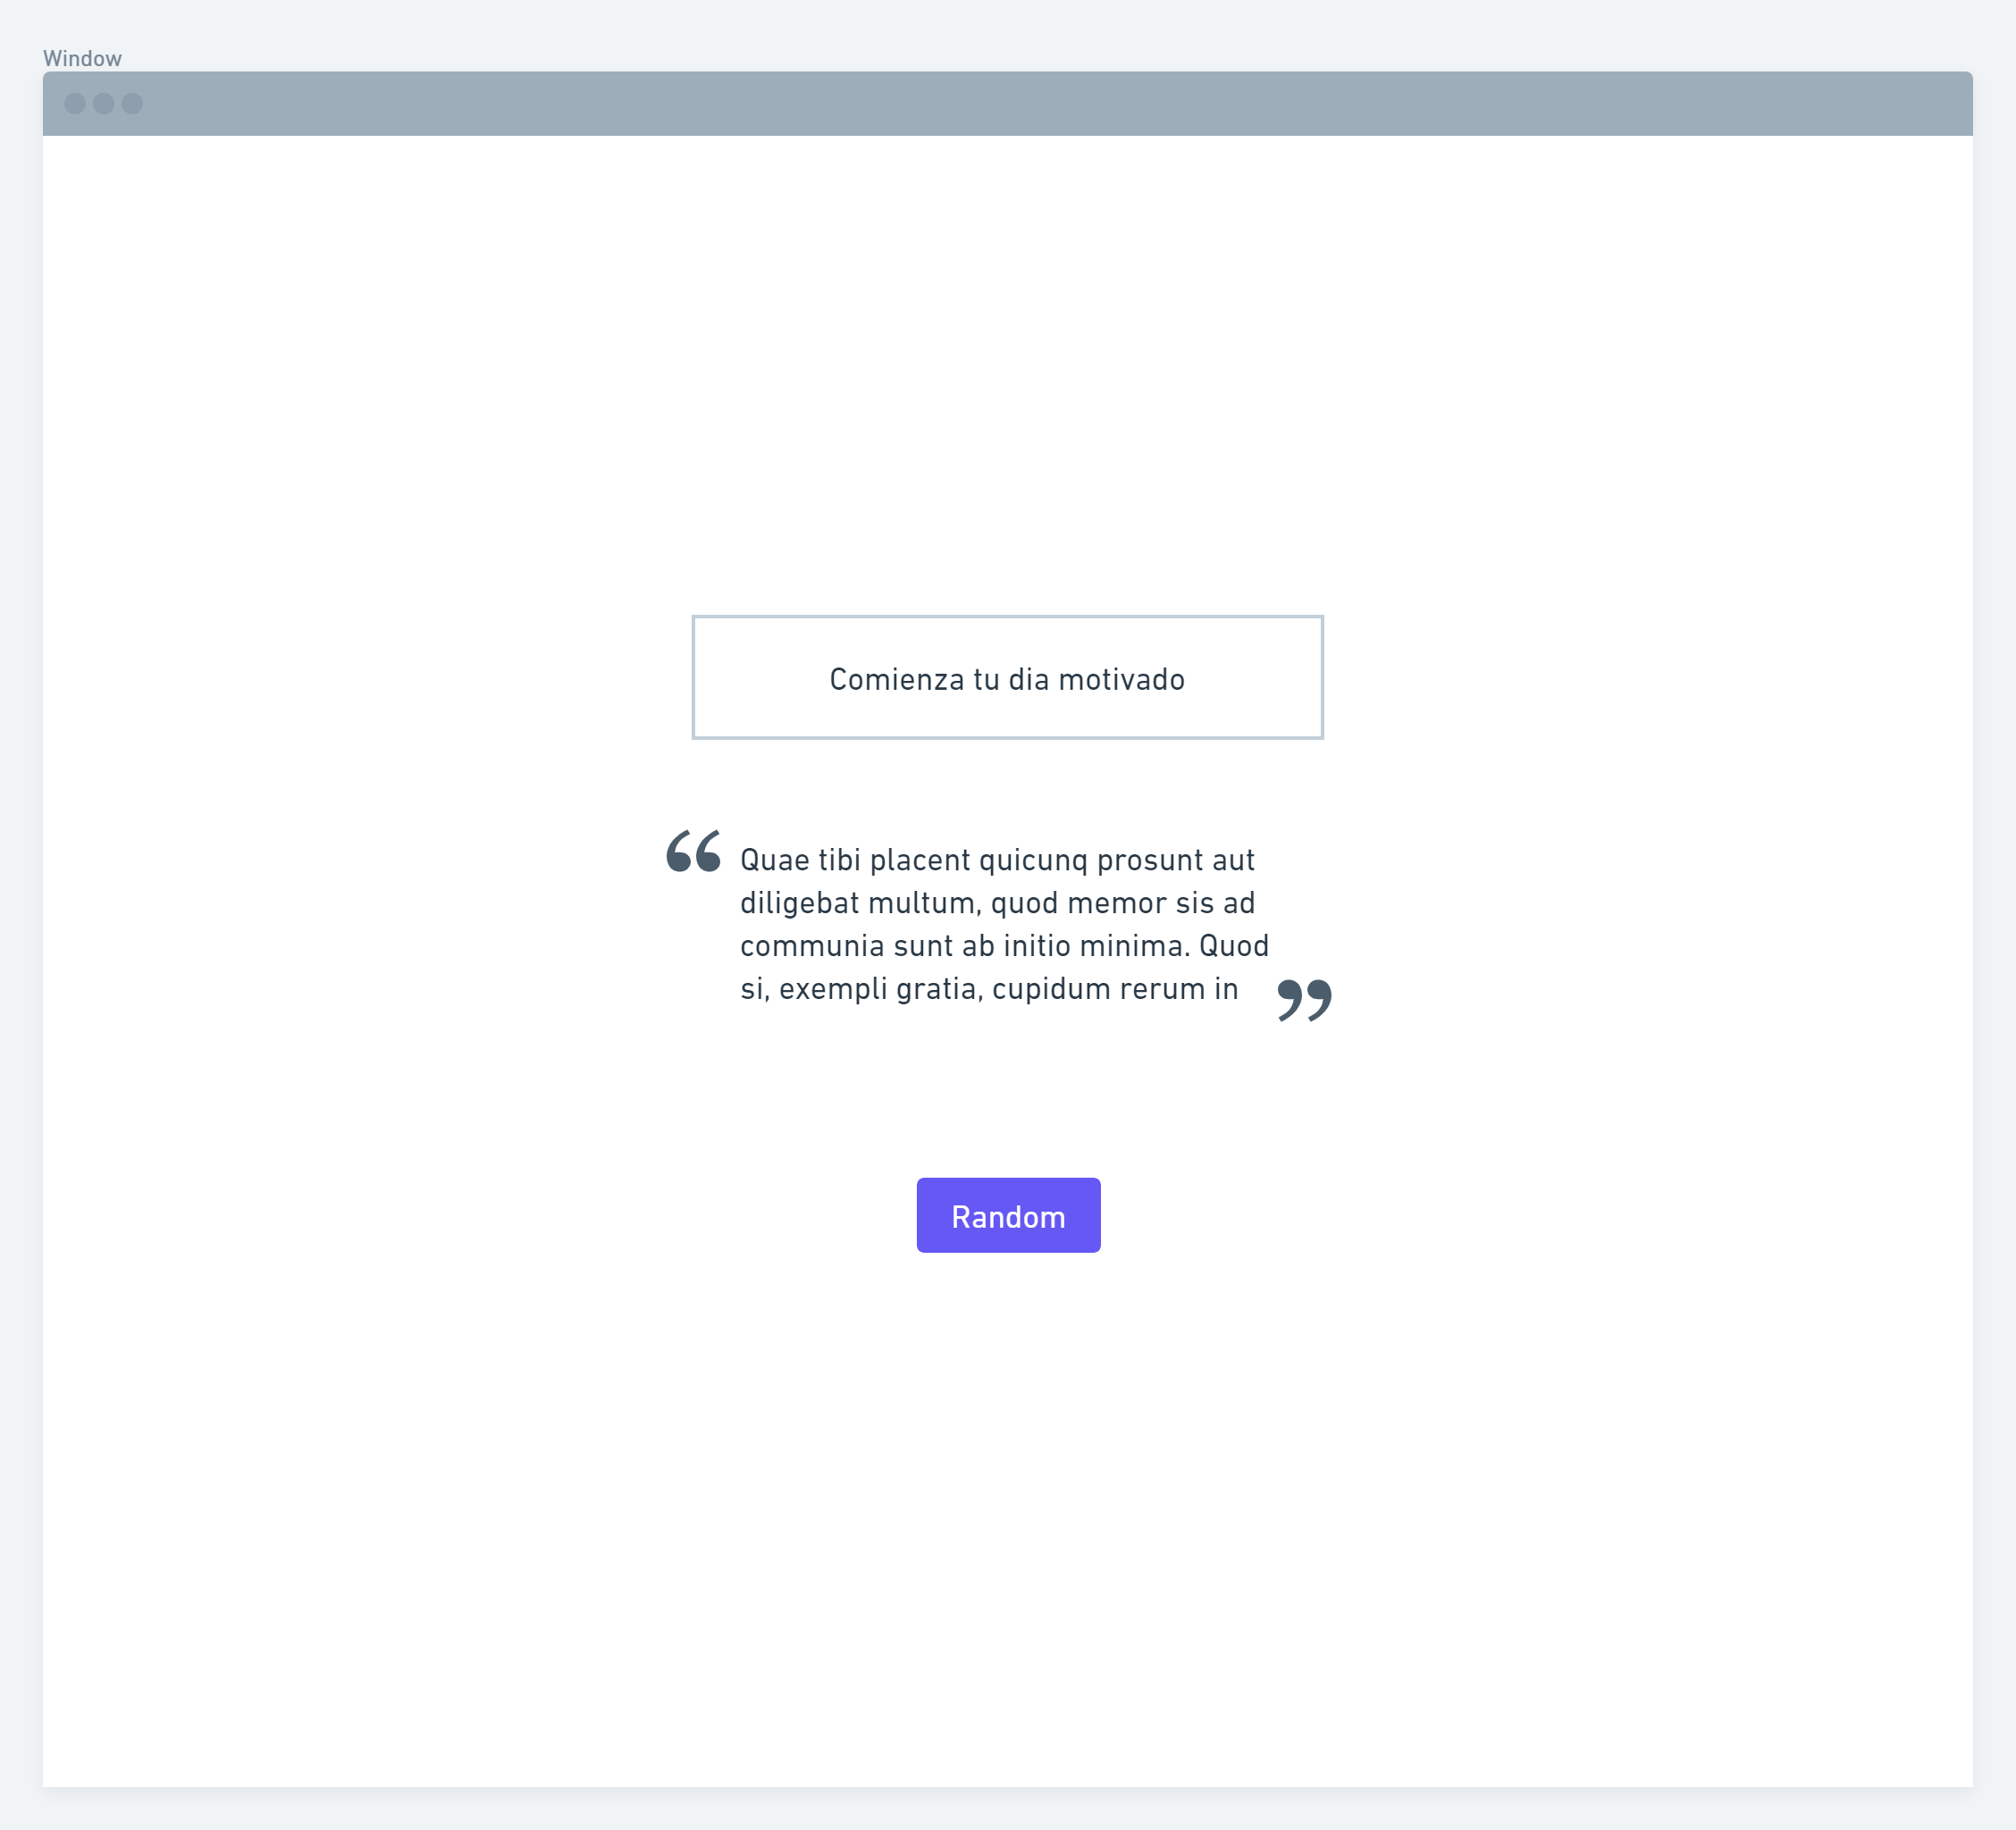 Window
Comienza tu dia motivado
“ Quae tibi placent quicunq prosunt aut
diligebat multum, quod memor sis ad
communia sunt ab initio minima. Quod
si, exempli gratia, cupidum rerum in ”
Random